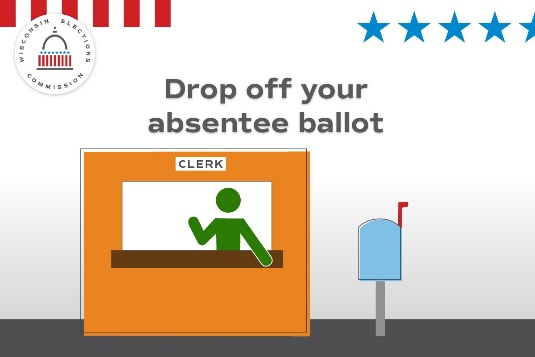 WISCONSIN ELECTIONS
COMMISSION
Drop off your
absentee ballot
CLERK